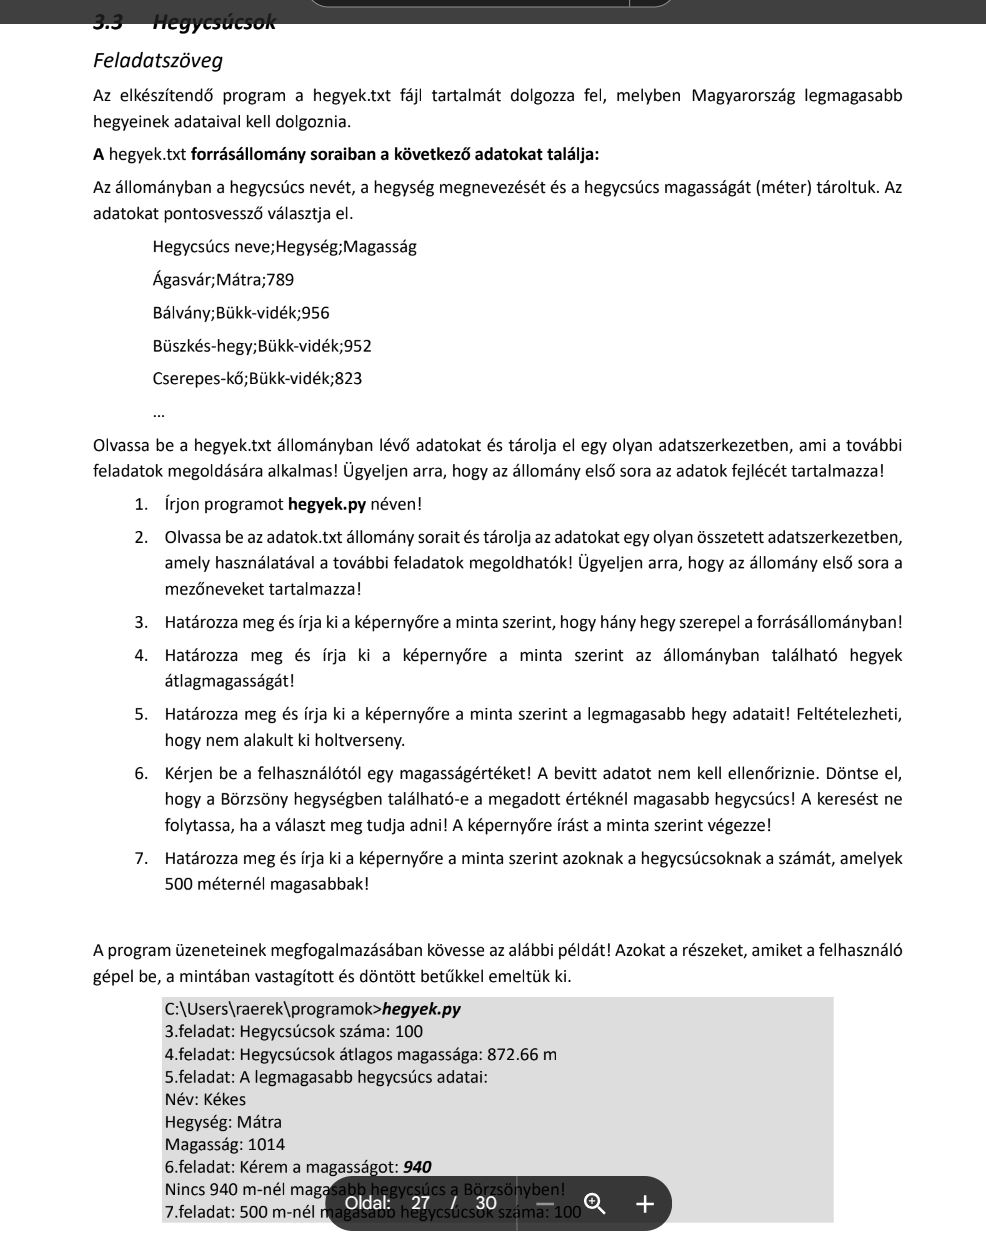 3.3 Hegycsúcsok
Feladatszöveg
Az elkészítendő program a hegyek.txt fájl tartalmát dolgozza fel, melyben Magyarország legmagasabb
hegyeinek adataival kell dolgoznia.
A hegyek.txt forrásállomány soraiban a következő adatokat találja:
Az állományban a hegycsúcs nevét, a hegység megnevezését és a hegycsúcs magasságát (méter) tároltuk. Az
adatokat pontosvessző választja el.
Hegycsúcs neve;Hegység;Magasság
Ágasvár;Mátra;789
Bálvány;Bükk-vidék;956
Büszkés-hegy;Bükk-vidék;952
Cserepes-kő;Bükk-vidék;823
...
Olvassa be a hegyek.txt állományban lévő adatokat és tárolja el egy olyan adatszerkezetben, ami a további
feladatok megoldására alkalmas! Ügyeljen arra, hogy az állomány első sora az adatok fejlécét tartalmazza!
1. Írjon programot hegyek.py néven!
2. Olvassa be az adatok.txt állomány sorait és tárolja az adatokat egy olyan összetett adatszerkezetben,
amely használatával a további feladatok megoldhatók! Ügyeljen arra, hogy az állomány első sora a
mezőneveket tartalmazza!
3. Határozza meg és írja ki a képernyőre a minta szerint, hogy hány hegy szerepel a forrásállományban!
4. Határozza meg és írja ki a képernyőre a minta szerint az állományban található hegyek
átlagmagasságát!
5. Határozza meg és írja ki a képernyőre a minta szerint a legmagasabb hegy adatait! Feltételezheti,
hogy nem alakult ki holtverseny.
6. Kérjen be a felhasználótól egy magasságértéket! A bevitt adatot nem kell ellenőriznie. Döntse el,
hogy a Börzsöny hegységben található-e a megadott értéknél magasabb hegycsúcs! A keresést ne
folytassa, ha a választ meg tudja adni! A képernyőre írást a minta szerint végezze!
7. Határozza meg és írja ki a képernyőre a minta szerint azoknak a hegycsúcsoknak a számát, amelyek
500 méternél magasabbak!
A program üzeneteinek megfogalmazásában kövesse az alábbi példát! Azokat a részeket, amiket a felhasználó
gépel be, a mintában vastagított és döntött betűkkel emeltük ki.
C:\Users\raerek\programok>hegyek.py
3.feladat: Hegycsúcsok száma: 100
4.feladat: Hegycsúcsok átlagos magassága: 872.66 m
5.feladat: A legmagasabb hegycsúcs adatai:
Név: Kékes
Hegység: Mátra
Magasság: 1014
6.feladat: Kérem a magasságot: 940
Nincs 940 m-nél magasabb hegycsúcs a Börzsönyben!
7.feladat: 500 m-nél magasabb hegycsúcsok száma: 100
Oldal: 27 / 30